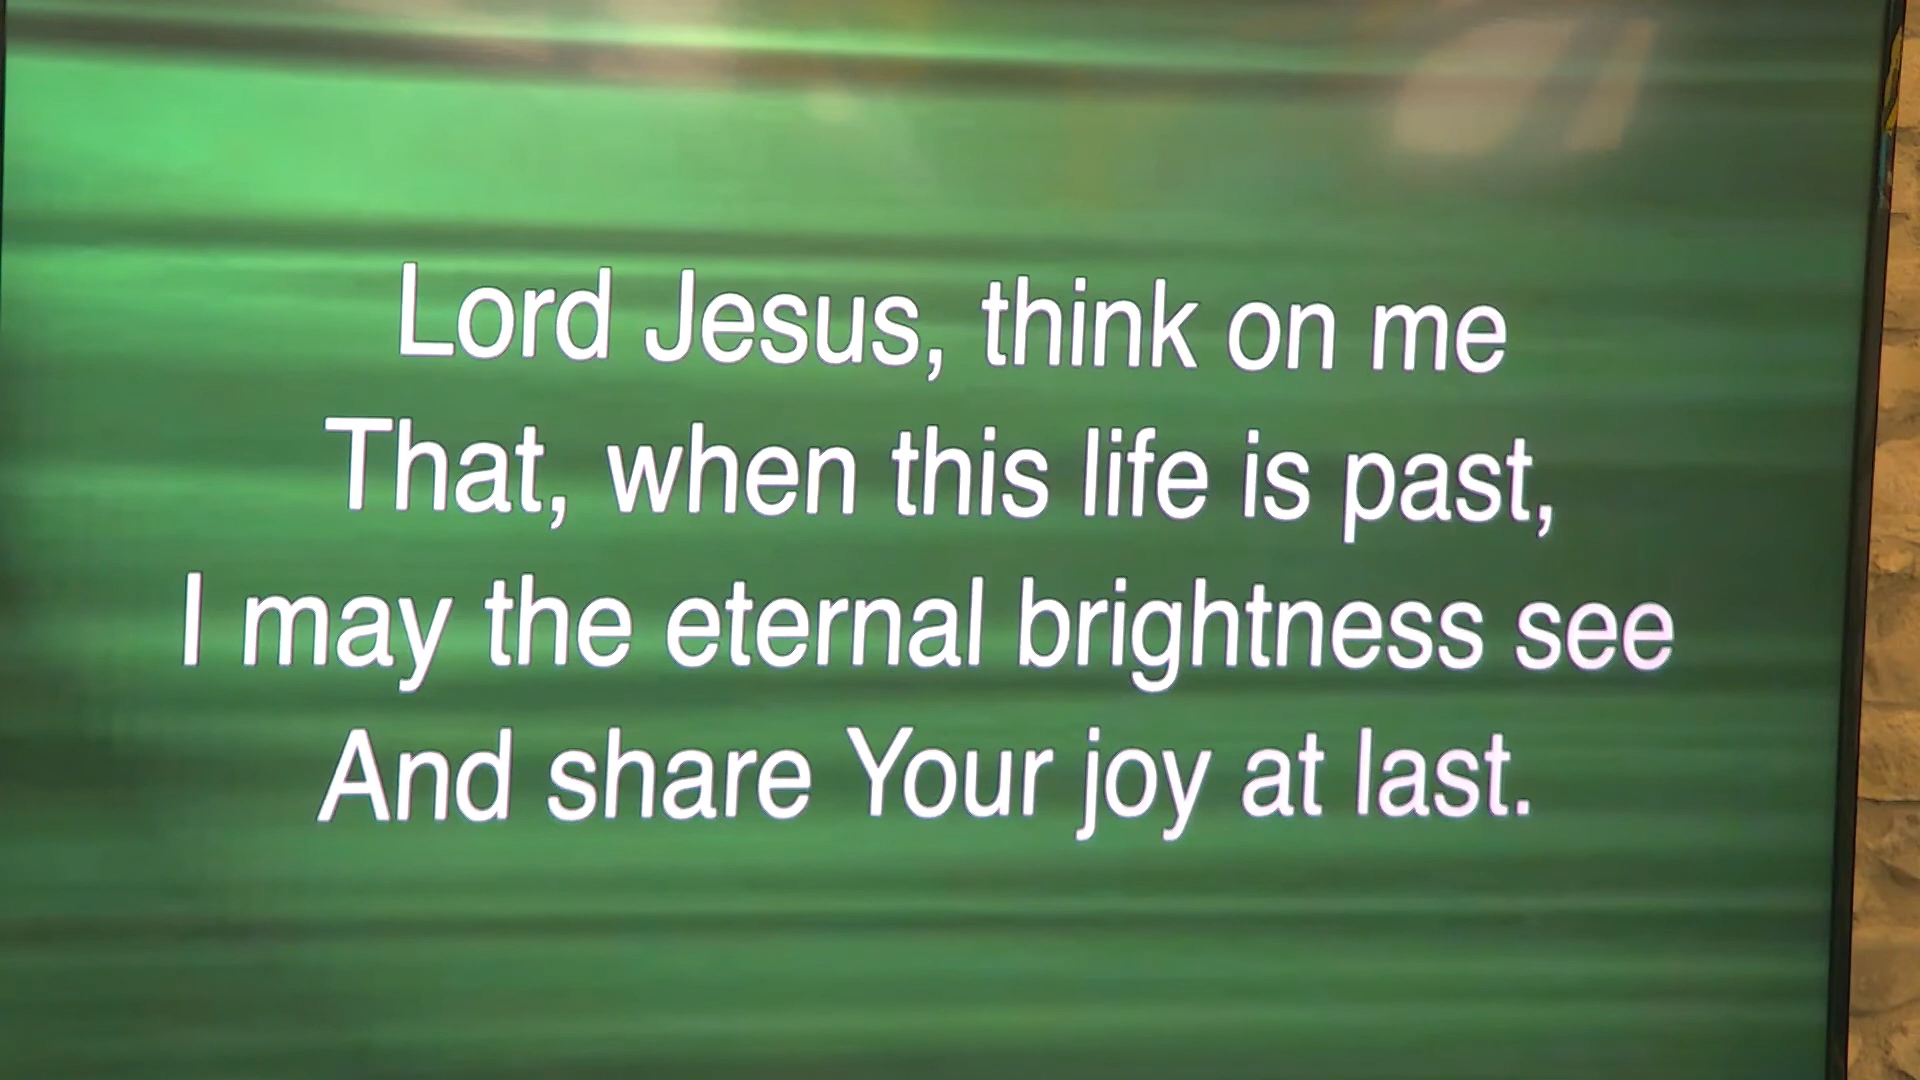 Lord Jesus, think on me
That, when this life is past,
I may the eternal brightness see
And share Your joy at last.